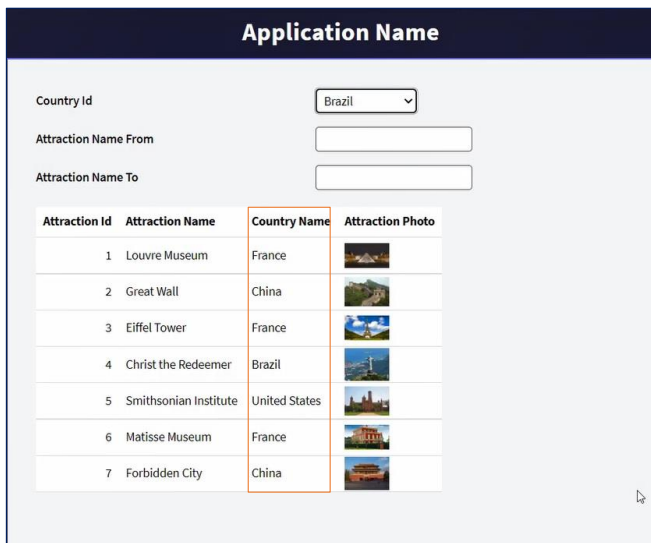 Application Name
Country Id Brazil
Attraction Name From
Attraction Name To
Attraction Id Attraction Name Country Name Attraction Photo
1 Louvre Museum France
2 Great Wall China
3 Eiffel Tower France
4 Christ the Redeemer Brazil
5 Smithsonian Institute United States
6 Matisse Museum France
7 Forbidden City China